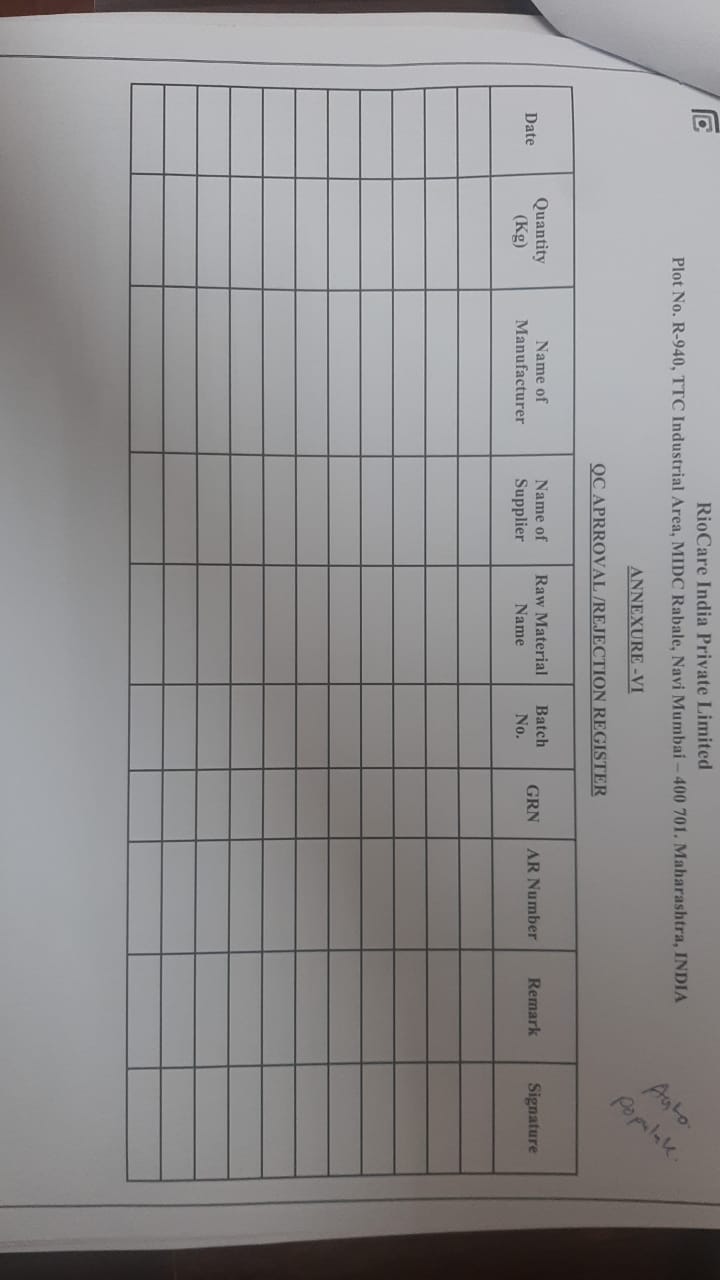 RioCare India Private Limited
Plot No. R-940, TTC Industrial Area, MIDC Rabale, Navi Mumbai – 400 701. Maharashtra, INDIA
ANNEXURE -VI
QC APRROVAL /REJECTION REGISTER
Date
Quantity
(Kg)
Name of
Manufacturer
Name of
Supplier
Raw Material
Name
Batch
No.
GRN
AR Number
Remark
Signature